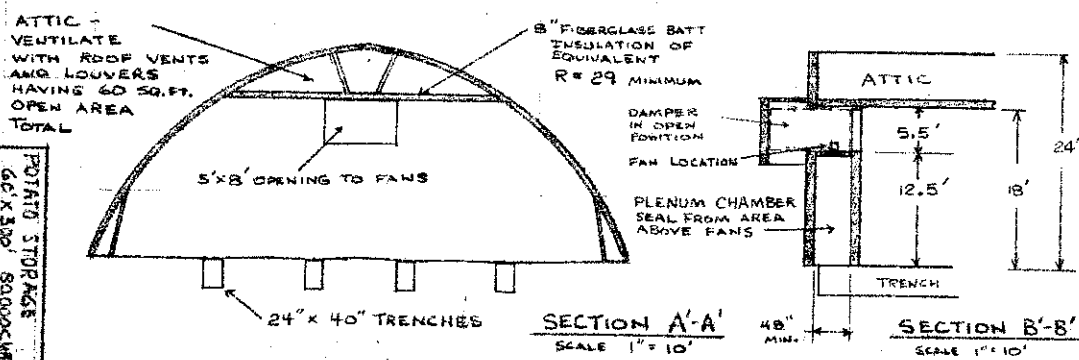 ATTIC -
VENTILATE
WITH ROOF VENTS
AND LOUVERS
HAVING 60 SQ.FT.
OPEN AREA
TOTAL
8" FIBERGLASS BATT
INSULATION OF
EQUIVALENT
R = 29 MINIMUM
5'X8' OPENING TO FANS
24" X 40" TRENCHES
SECTION A'-A'
SCALE 1" = 10'
ATTIC
DAMPER
IN OPEN
POSITION
FAN LOCATION
PLENUM CHAMBER
SEAL FROM AREA
ABOVE FANS
5.5'
12.5'
18'
24'
TRENCH
48"
MIN.
SECTION B'-B'
SCALE 1" = 10'
POTATO STORAGE
60' X 300'